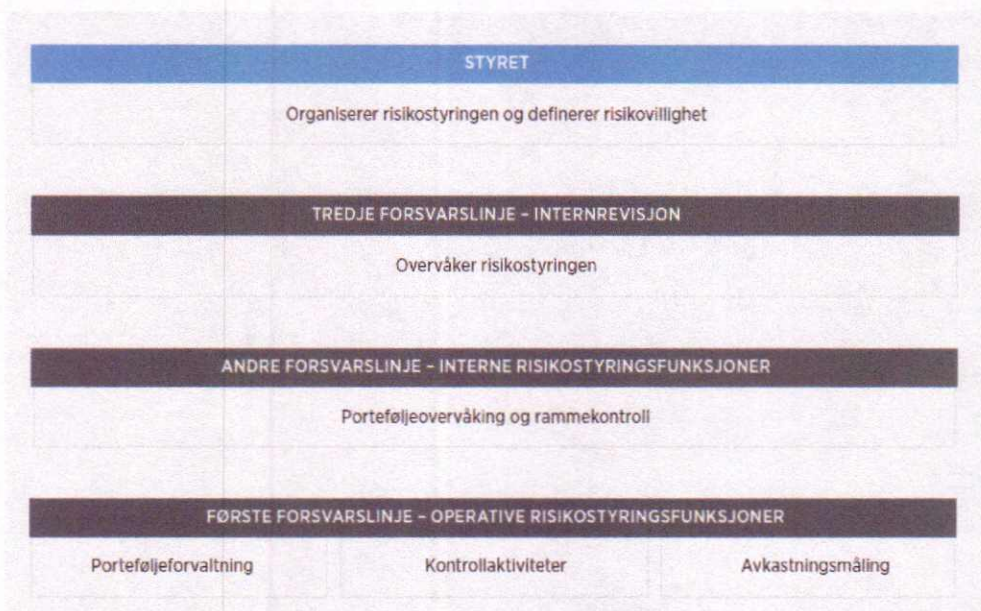 STYRET
Organiserer risikostyringen og definerer risikovillighet
TREDJE FORSVARSLINJE – INTERNREVISJON
Overvåker risikostyringen
ANDRE FORSVARSLINJE – INTERNE RISIKOSTYRINGSFUNKSJONER
Porteføljeovervåking og rammekontroll
FØRSTE FORSVARSLINJE – OPERATIVE RISIKOSTYRINGSFUNKSJONER
Porteføljeforvaltning
Kontrollaktiviteter
Avkastningsmåling